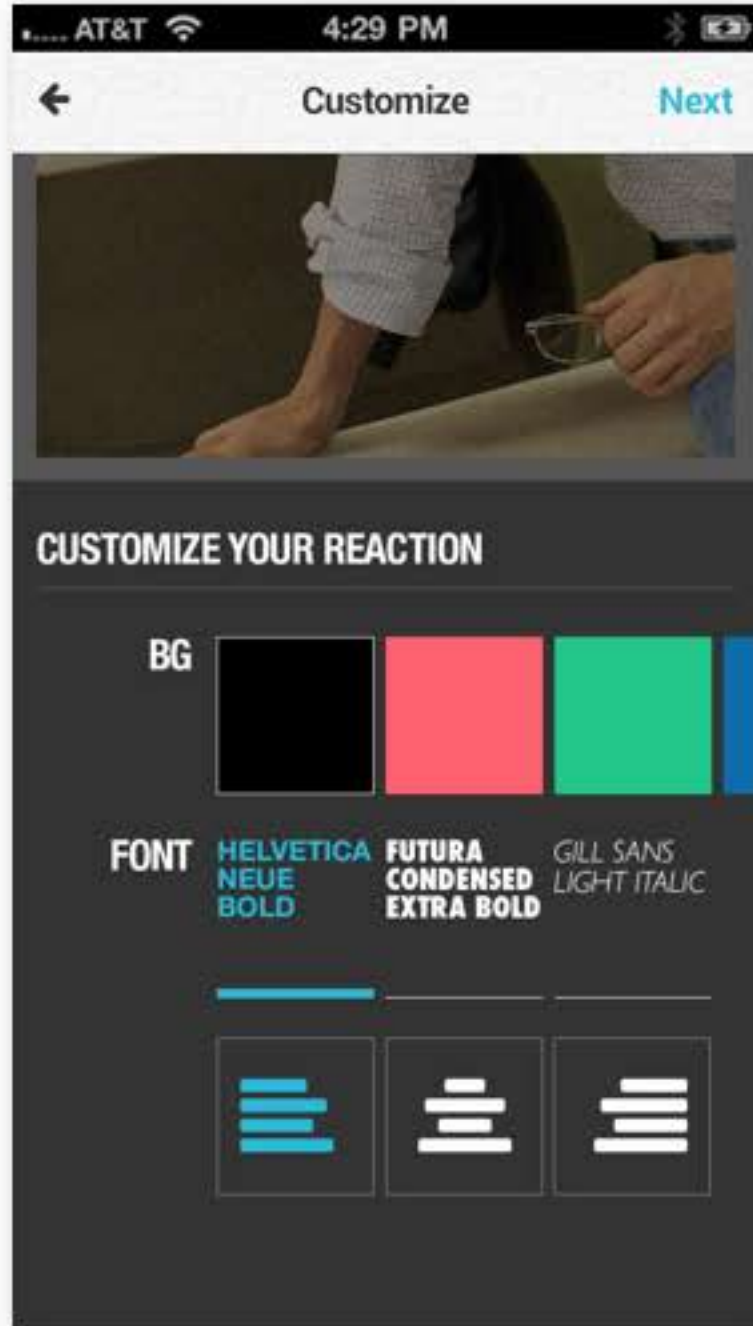 AT&T 4:29 PM
Customize Next
CUSTOMIZE YOUR REACTION
BG
FONT
HELVETICA
NEUE
BOLD
FUTURA
CONDENSED
EXTRA BOLD
GILL SANS
LIGHT ITALIC